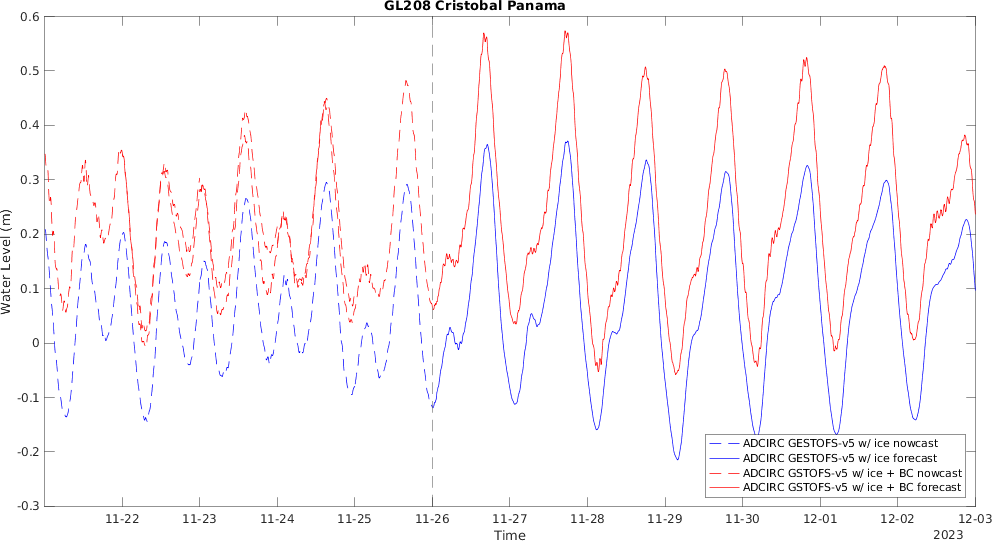 GL208 Cristobal Panama
0.6
0.5
0.4
0.3
0.2
0.1
0
-0.1
-0.2
-0.3
Water Level (m)
ADCIRC GESTOFS-v5 w/ ice nowcast
ADCIRC GESTOFS-v5 w/ ice forecast
ADCIRC GSTOFS-v5 w/ ice + BC nowcast
ADCIRC GSTOFS-v5 w/ ice + BC forecast
11-22 11-23 11-24 11-25 11-26 11-27 11-28 11-29 11-30 12-01 12-02 12-03
Time
2023